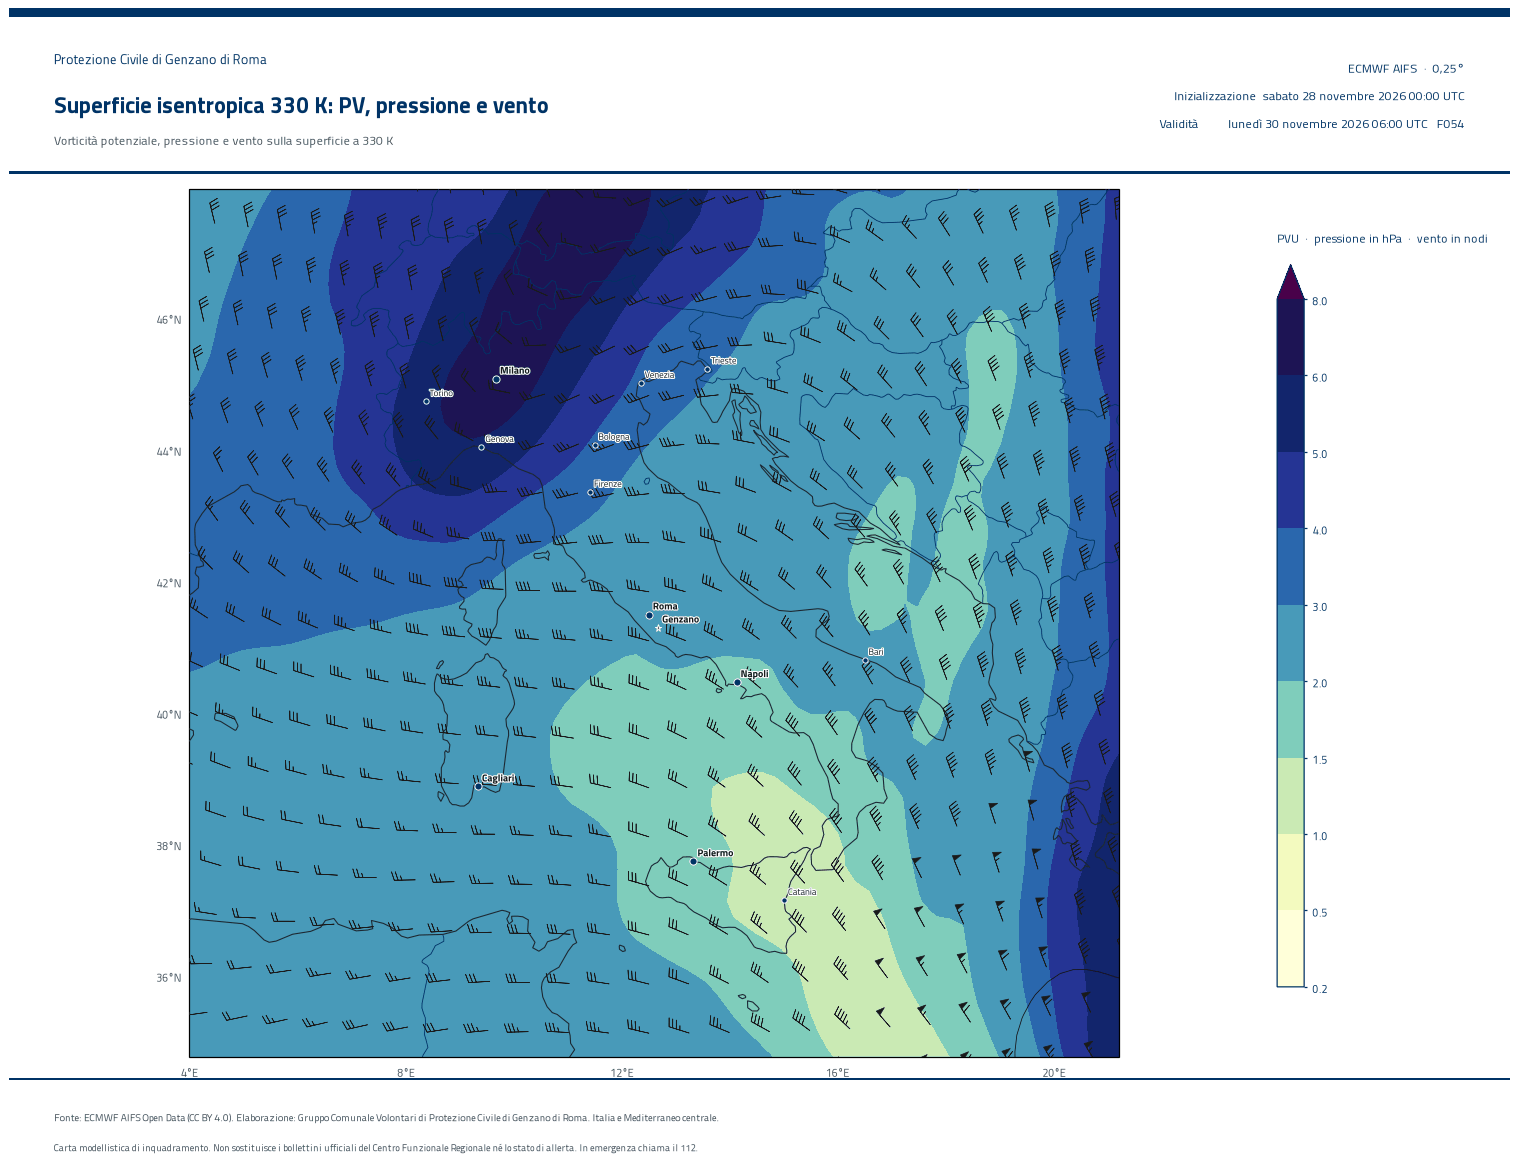 Protezione Civile di Genzano di Roma
Superficie isentropica 330 K: PV, pressione e vento
Vorticità potenziale, pressione e vento sulla superficie a 330 K
ECMWF AIFS · 0,25°
Inizializzazione sabato 28 novembre 2026 00:00 UTC
Validità lunedì 30 novembre 2026 06:00 UTC F054
PVU · pressione in hPa · vento in nodi
8.0
6.0
5.0
4.0
3.0
2.0
1.5
1.0
0.5
0.2
46°N
44°N
42°N
40°N
38°N
36°N
4°E
8°E
12°E
16°E
20°E
Trieste
Milano
Venezia
Torino
Genova
Bologna
Firenze
Roma
Genzano
Bari
Napoli
Cagliari
Palermo
Catania
Fonte: ECMWF AIFS Open Data (CC BY 4.0). Elaborazione: Gruppo Comunale Volontari di Protezione Civile di Genzano di Roma. Italia e Mediterraneo centrale.
Carta modellistica di inquadramento. Non sostituisce i bollettini ufficiali del Centro Funzionale Regionale né lo stato di allerta. In emergenza chiama il 112.